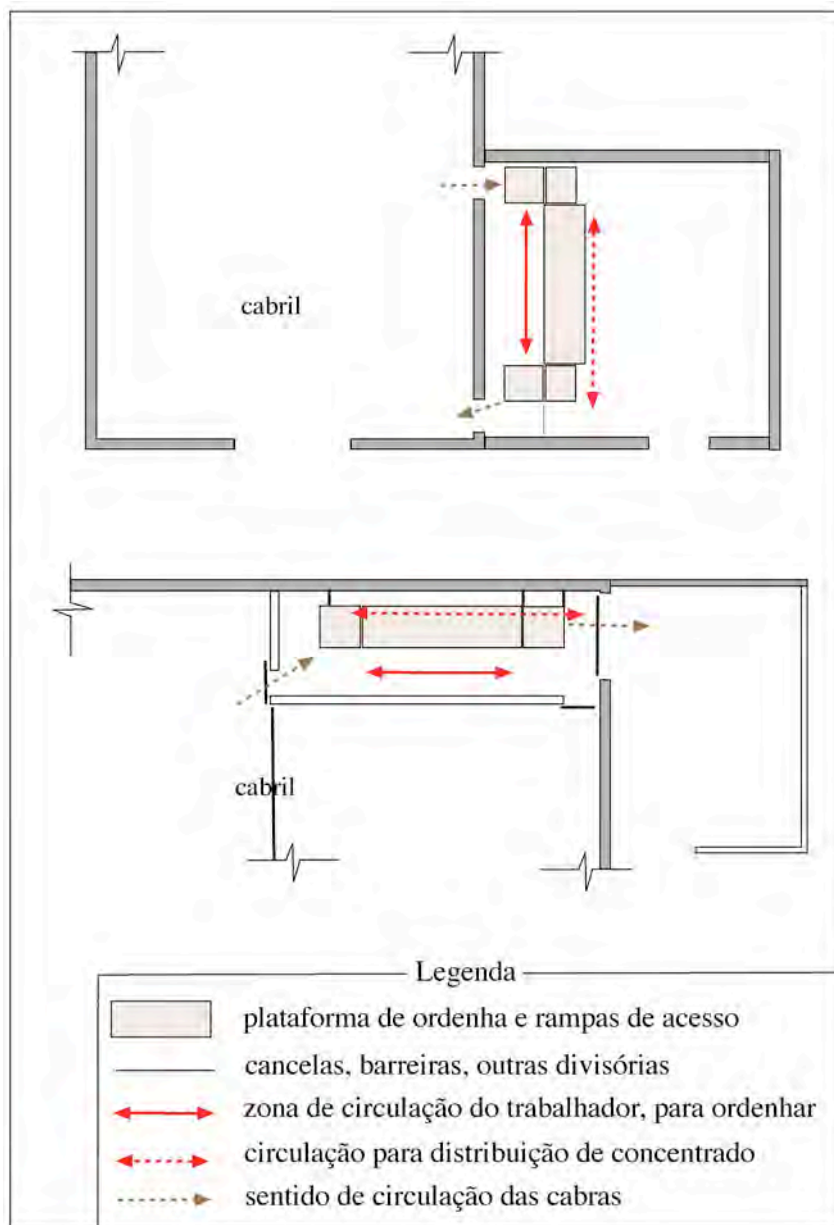 cabril
cabril
Legenda
plataforma de ordenha e rampas de acesso
cancelas, barreiras, outras divisórias
zona de circulação do trabalhador, para ordenhar
circulação para distribuição de concentrado
sentido de circulação das cabras